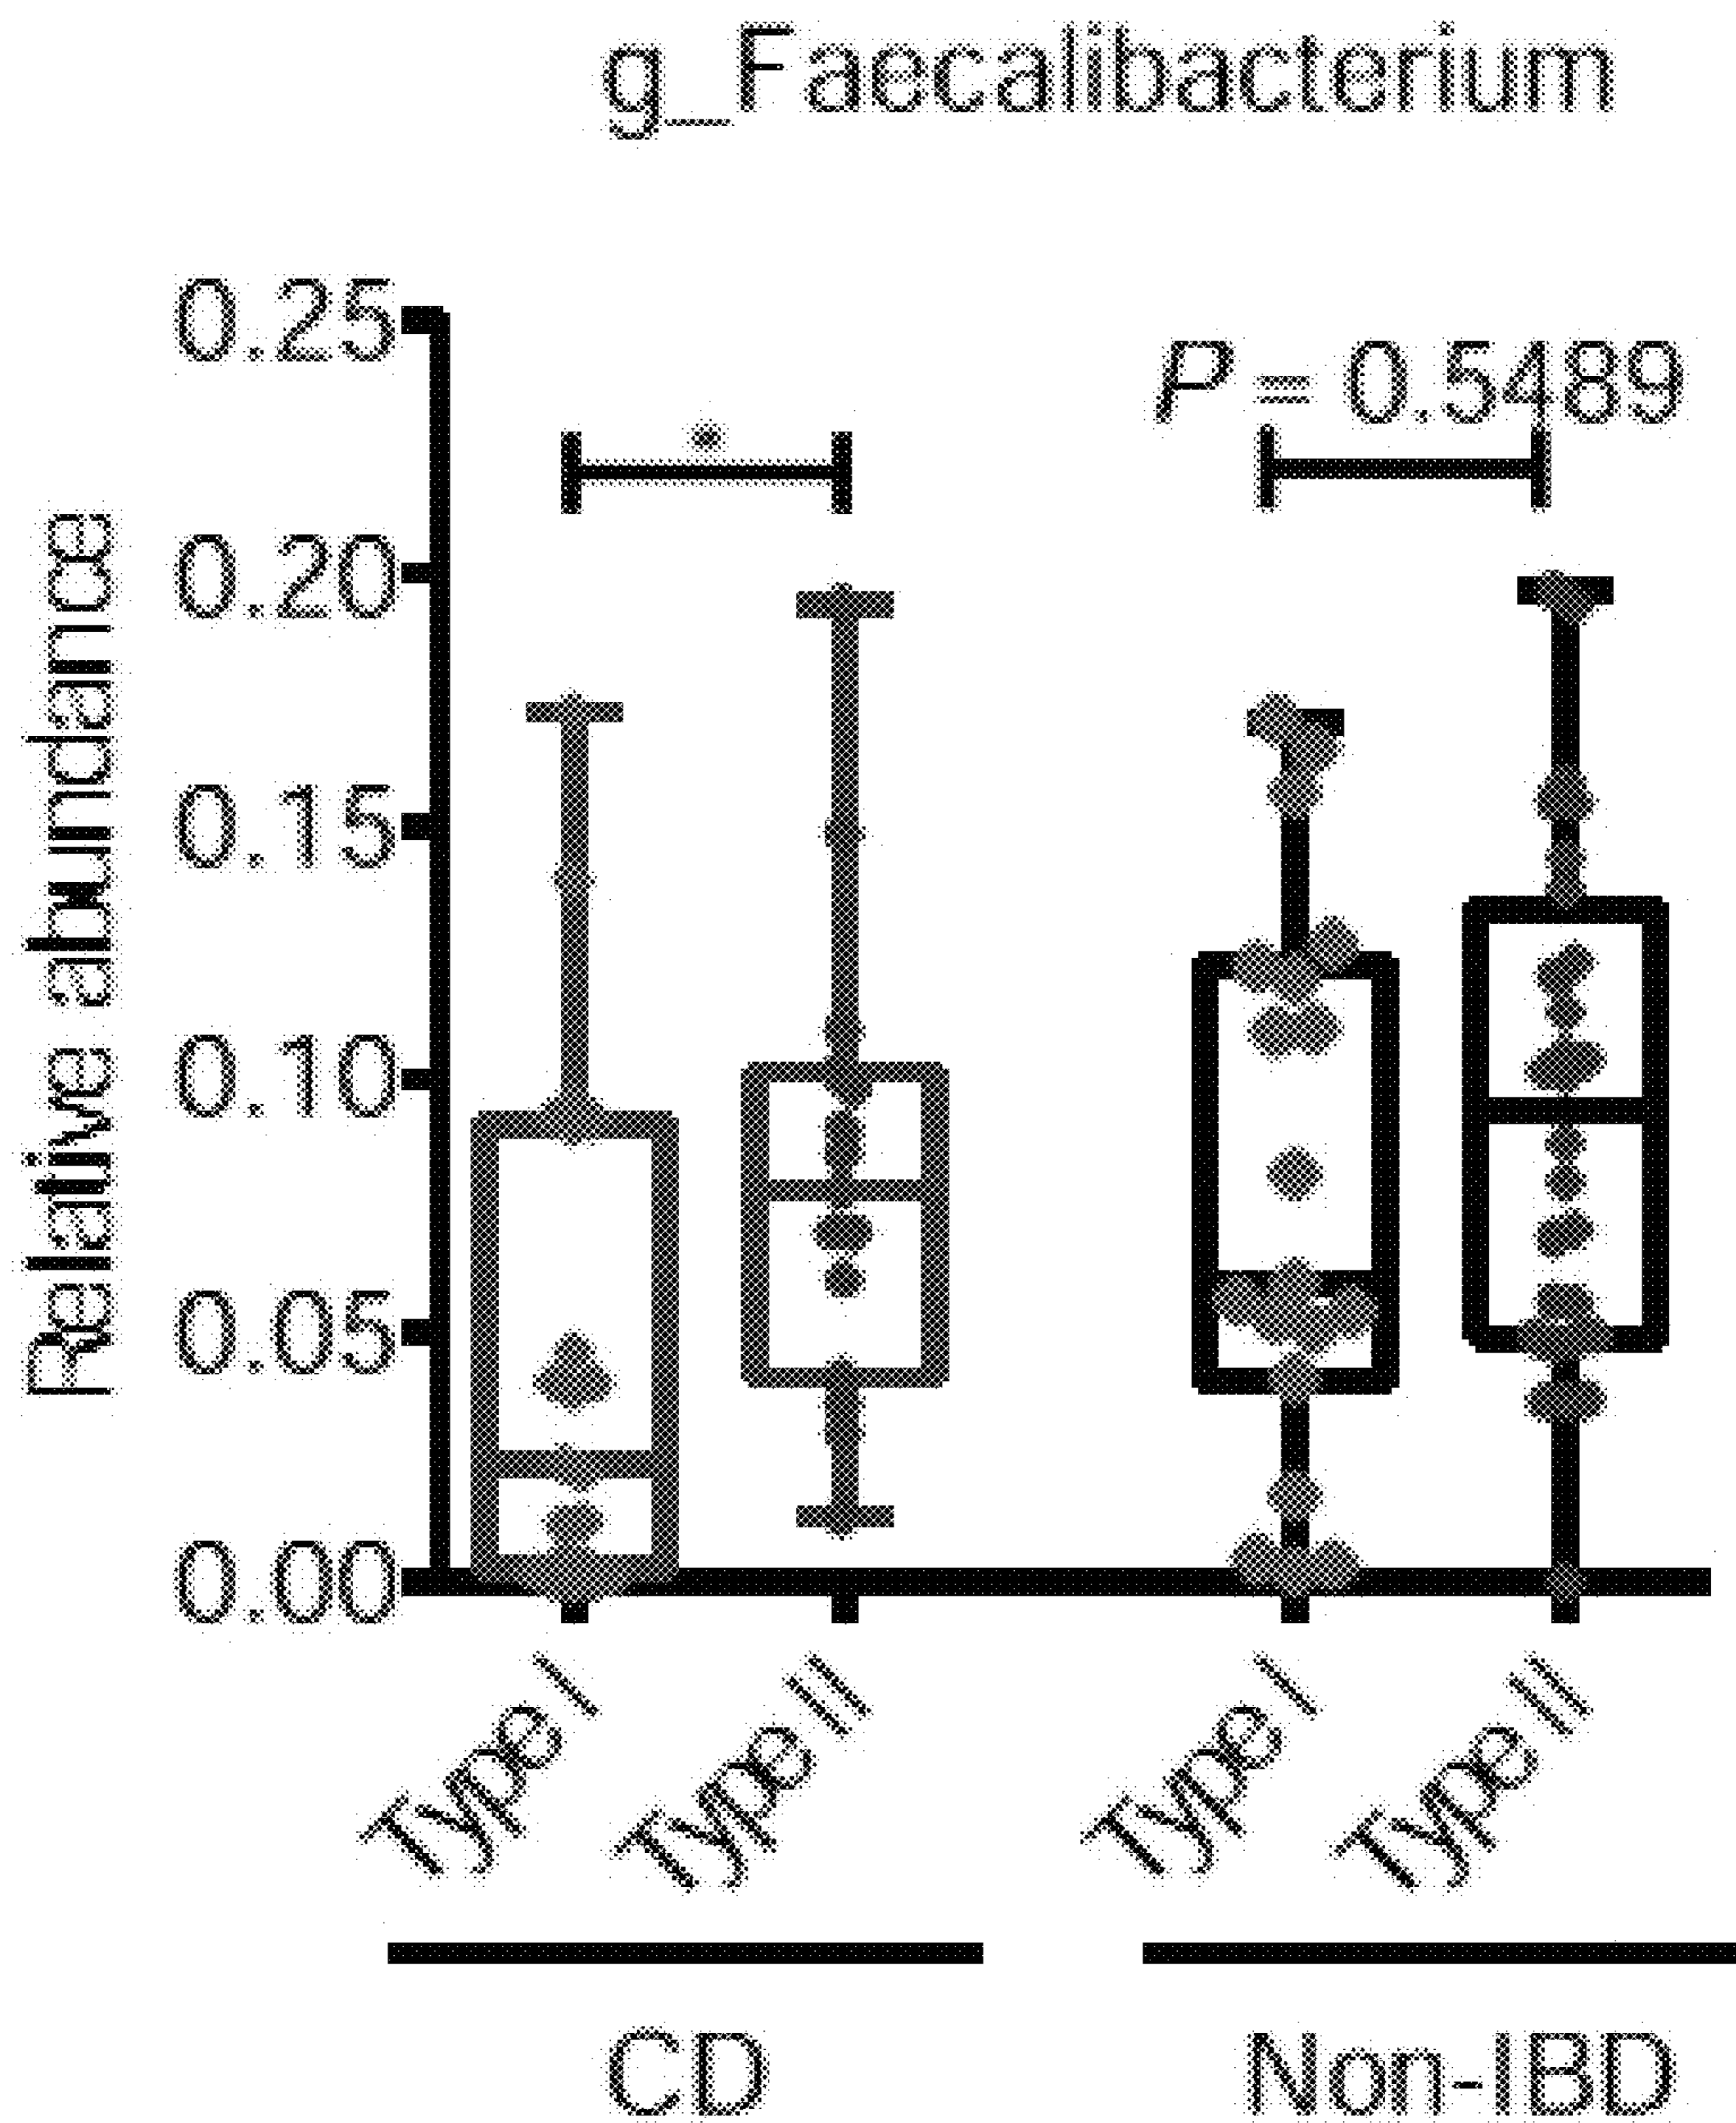 g_Faecalibacterium
0.25
P = 0.5489
*
0.20
0.15
0.10
0.05
0.00
Relative abundance
Type I
Type II
Type I
Type II
CD
Non-IBD